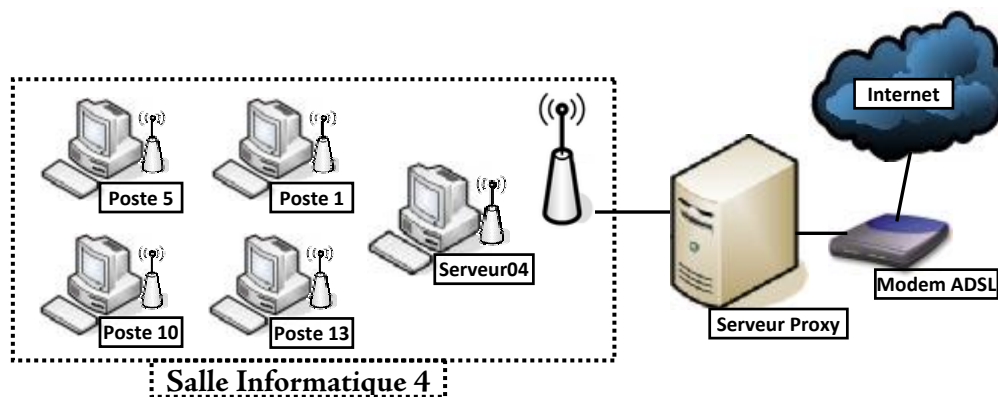 Internet
Poste 5
Poste 1
Serveur04
Modem ADSL
Poste 10
Poste 13
Serveur Proxy
Salle Informatique 4